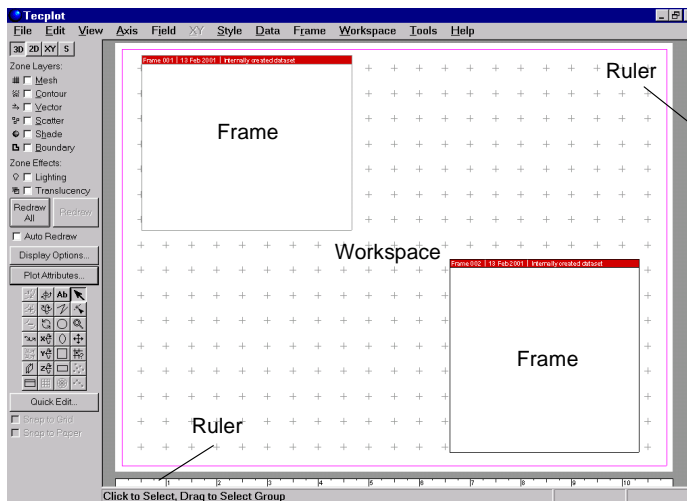 Tecplot
File Edit View Axis Field XY Style Data Frame Workspace Tools Help
3D 2D XY S
Zone Layers:
Mesh
Contour
Vector
Scatter
Shade
Boundary
Zone Effects:
Lighting
Translucency
Redraw All
Redraw
Auto Redraw
Display Options...
Plot Attributes...
Ab
Quick Edit...
Snap to Grid
Snap to Paper
Frame 001 | 13 Feb 2001 | Internally created dataset
Frame
Ruler
Workspace
Frame 002 | 13 Feb 2001 | Internally created dataset
Frame
Ruler
1 2 3 4 5 6 7 8 9 10
Click to Select, Drag to Select Group